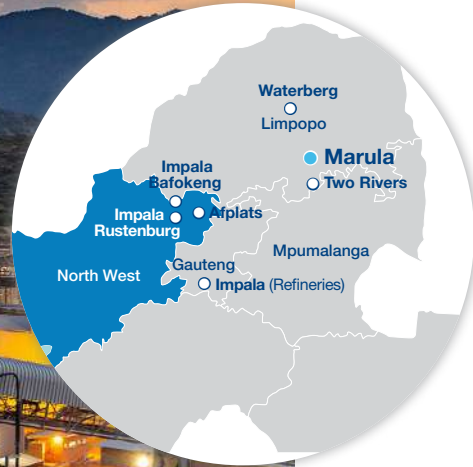 Waterberg
Limpopo
Marula
Two Rivers
Impala
Bafokeng
Impala
Rustenburg
Afplats
North West
Mpumalanga
Gauteng
Impala (Refineries)